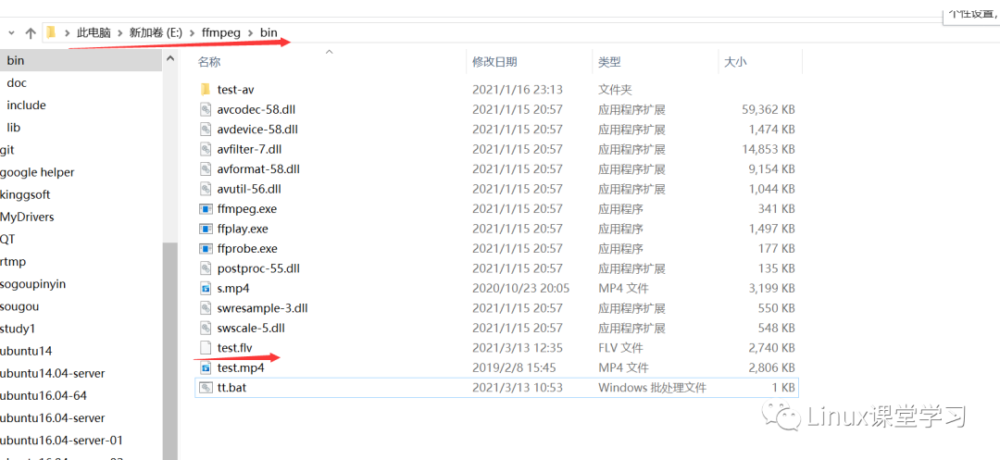 个性设置,
此电脑 > 新加卷 (E:) > ffmpeg > bin
bin
doc
include
lib
git
google helper
kinggsoft
MyDrivers
QT
rtmp
sogoupinyin
sougou
study1
ubuntu14
ubuntu14.04-server
ubuntu16.04-64
ubuntu16.04-server
ubuntu16.04-server-01
名称 修改日期 类型 大小
test-av 2021/1/16 23:13 文件夹
avcodec-58.dll 2021/1/15 20:57 应用程序扩展 59,362 KB
avdevice-58.dll 2021/1/15 20:57 应用程序扩展 1,474 KB
avfilter-7.dll 2021/1/15 20:57 应用程序扩展 14,853 KB
avformat-58.dll 2021/1/15 20:57 应用程序扩展 9,154 KB
avutil-56.dll 2021/1/15 20:57 应用程序扩展 1,044 KB
ffmpeg.exe 2021/1/15 20:57 应用程序 341 KB
ffplay.exe 2021/1/15 20:57 应用程序 1,497 KB
ffprobe.exe 2021/1/15 20:57 应用程序 177 KB
postproc-55.dll 2021/1/15 20:57 应用程序扩展 135 KB
s.mp4 2020/10/23 20:05 MP4 文件 3,199 KB
swresample-3.dll 2021/1/15 20:57 应用程序扩展 550 KB
swscale-5.dll 2021/1/15 20:57 应用程序扩展 548 KB
test.flv 2021/3/13 12:35 FLV 文件 2,740 KB
test.mp4 2019/2/8 15:45 MP4 文件 2,806 KB
tt.bat 2021/3/13 10:53 Windows 批处理文件 1 KB
Linux课堂学习